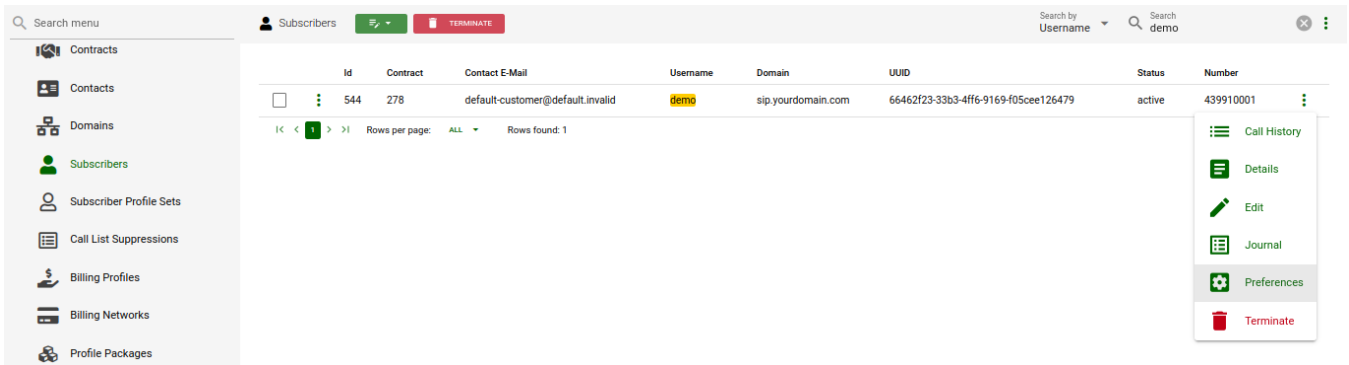 Search menu
Subscribers
TERMINATE
Search by
Username
Search
demo
Contracts
Contacts
Domains
Subscribers
Subscriber Profile Sets
Call List Suppressions
Billing Profiles
Billing Networks
Profile Packages
Id Contract Contact E-Mail Username Domain UUID Status Number
544 278 default-customer@default.invalid demo sip.yourdomain.com 66462f23-33b3-4ff6-9169-f05cee126479 active 439910001
1 Rows per page: ALL Rows found: 1
Call History
Details
Edit
Journal
Preferences
Terminate